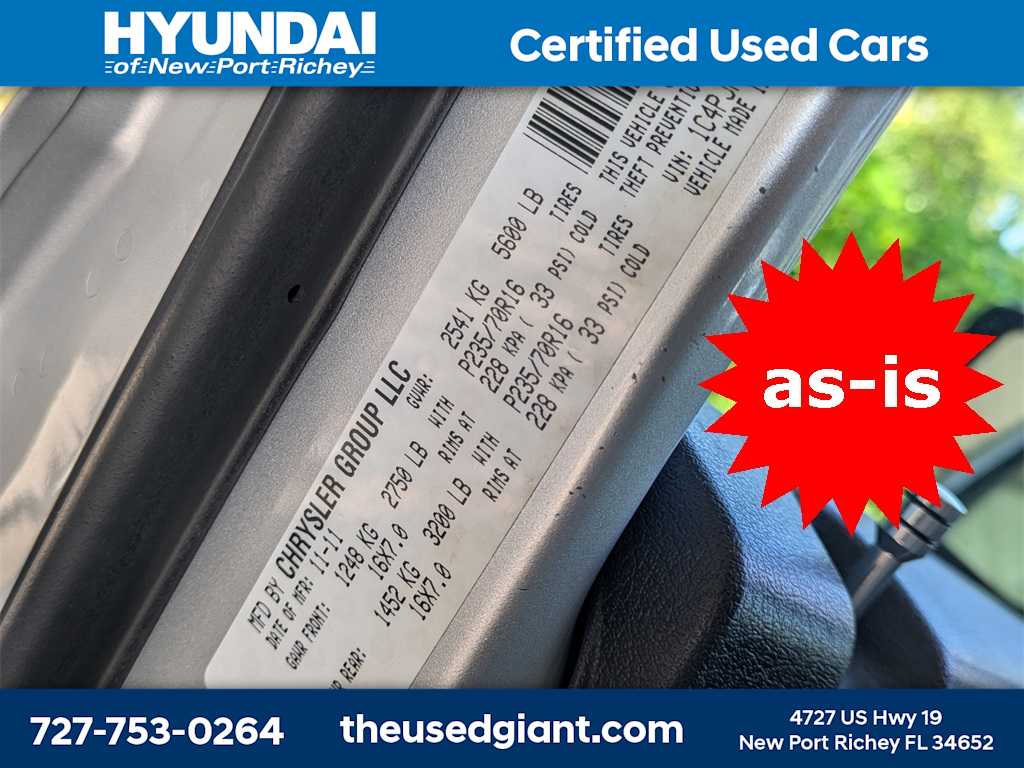 HYUNDAI
of New Port Richey
Certified Used Cars
MFD BY CHRYSLER GROUP LLC
DATE OF MFR: 11-11 GVWR: 2541 KG 5600 LB
GAWR FRONT: 1248 KG 2750 LB WITH P235/70R16 TIRES
16X7.0 RIMS AT 228 KPA ( 33 PSI) COLD
REAR: 1452 KG 3200 LB WITH P235/70R16 TIRES
16X7.0 RIMS AT 228 KPA ( 33 PSI) COLD
THIS VEHICLE
THEFT PREVENTION
VIN: 1C4PJ
VEHICLE MADE
as-is
727-753-0264
theusedgiant.com
4727 US Hwy 19
New Port Richey FL 34652